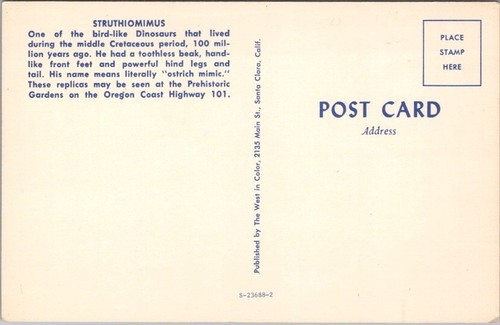 STRUTHIOMIMUS
One of the bird-like Dinosaurs that lived
during the middle Cretaceous period, 100 mil-
lion years ago. He had a toothless beak, hand-
like front feet and powerful hind legs and
tail. His name means literally "ostrich mimic."
These replicas may be seen at the Prehistoric
Gardens on the Oregon Coast Highway 101.
Published by The West in Color, 2135 Main St., Santa Clara, Calif.
PLACE
STAMP
HERE
POST CARD
Address
S-23688-2